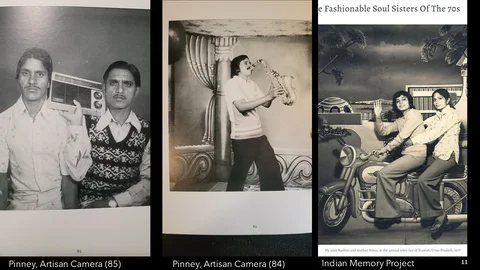 e Fashionable Soul Sisters Of The 70s
Pinney, Artisan Camera (85)
Pinney, Artisan Camera (84)
Indian Memory Project
11